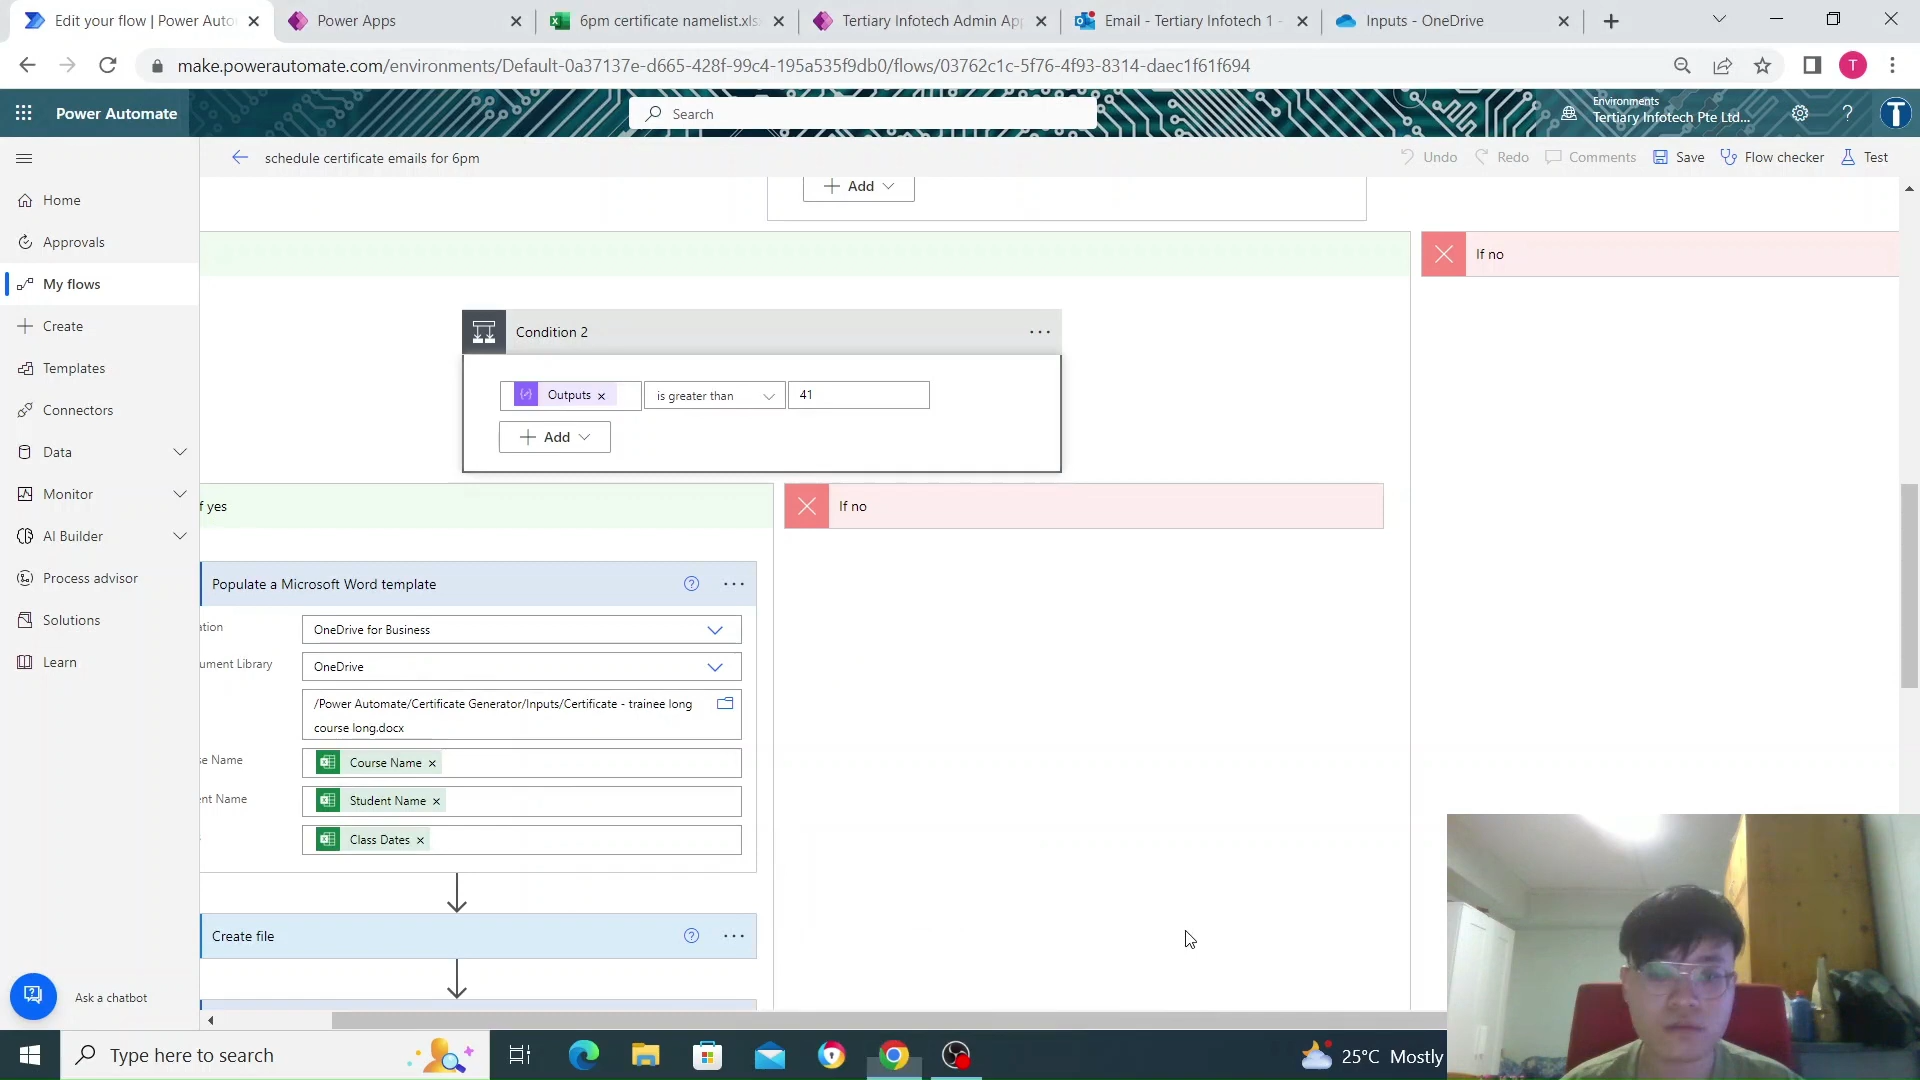 Edit your flow | Power Auto
Power Apps
6pm certificate namelist.xls
Tertiary Infotech Admin Ap
Email - Tertiary Infotech 1 -
Inputs - OneDrive
make.powerautomate.com/environments/Default-0a37137e-d665-428f-99c4-195a535f9db0/flows/03762c1c-5f76-4f93-8314-daec1f61f694
T
Power Automate
Search
Environments
Tertiary Infotech Pte Ltd...
?
T
schedule certificate emails for 6pm
Undo
Redo
Comments
Save
Flow checker
Test
Home
Approvals
My flows
Create
Templates
Connectors
Data
Monitor
AI Builder
Process advisor
Solutions
Learn
Ask a chatbot
Add
If no
Condition 2
Outputs
is greater than
41
Add
f yes
If no
Populate a Microsoft Word template
ation
OneDrive for Business
ument Library
OneDrive
/Power Automate/Certificate Generator/Inputs/Certificate - trainee long
course long.docx
se Name
Course Name
ent Name
Student Name
Class Dates
Create file
Type here to search
25°C Mostly